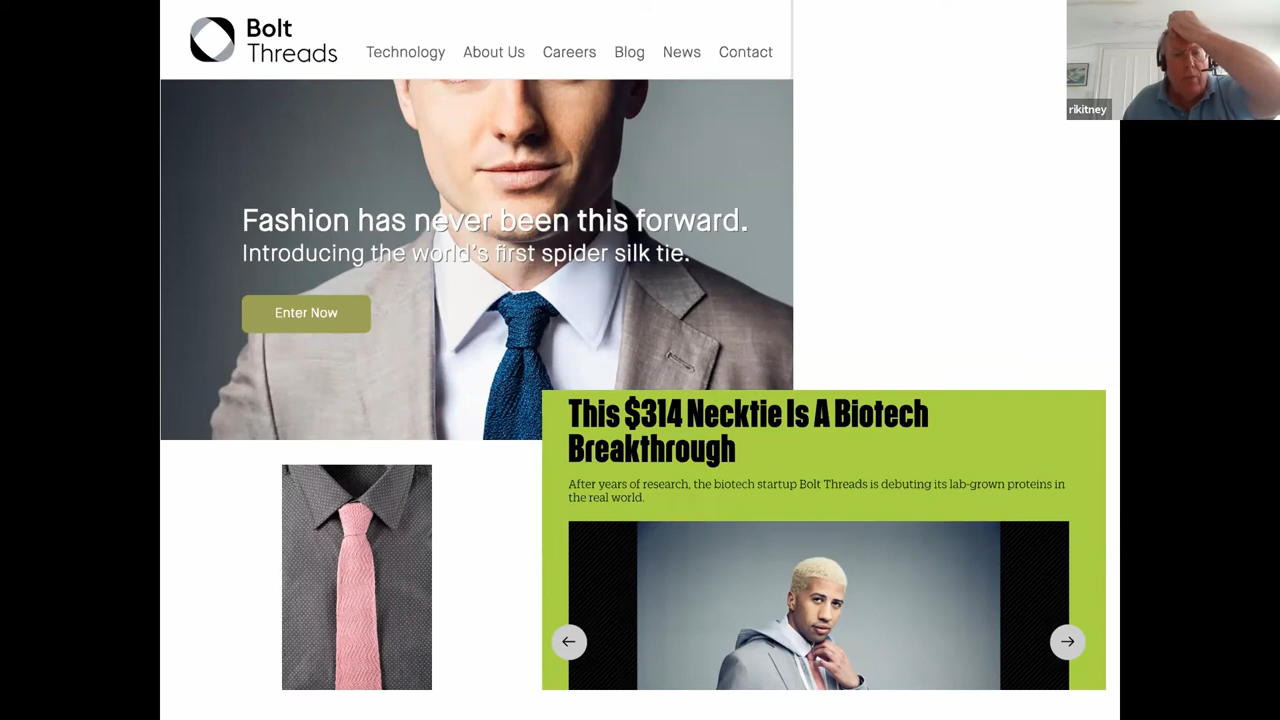 Bolt
Threads
Technology About Us Careers Blog News Contact
rikitney
Fashion has never been this forward.
Introducing the world's first spider silk tie.
Enter Now
This $314 Necktie Is A Biotech
Breakthrough
After years of research, the biotech startup Bolt Threads is debuting its lab-grown proteins in
the real world.